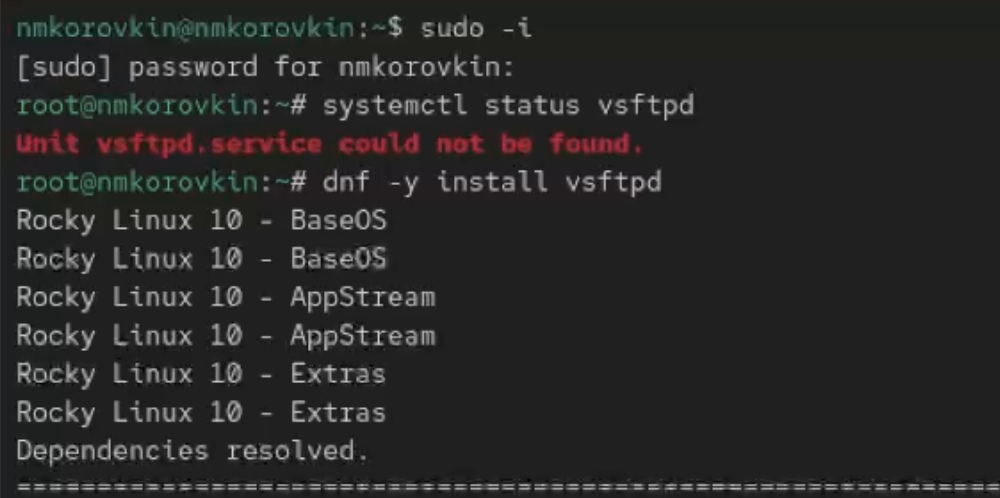 nmkorovkin@nmkorovkin:~$ sudo -i
[sudo] password for nmkorovkin:
root@nmkorovkin:~# systemctl status vsftpd
Unit vsftpd.service could not be found.
root@nmkorovkin:~# dnf -y install vsftpd
Rocky Linux 10 - BaseOS
Rocky Linux 10 - BaseOS
Rocky Linux 10 - AppStream
Rocky Linux 10 - AppStream
Rocky Linux 10 - Extras
Rocky Linux 10 - Extras
Dependencies resolved.
=============================================================